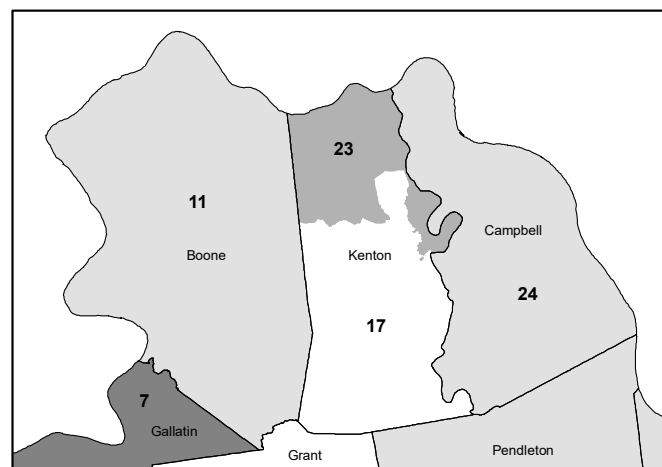 23
11
Campbell
Boone
Kenton
24
17
7
Gallatin
Pendleton
Grant